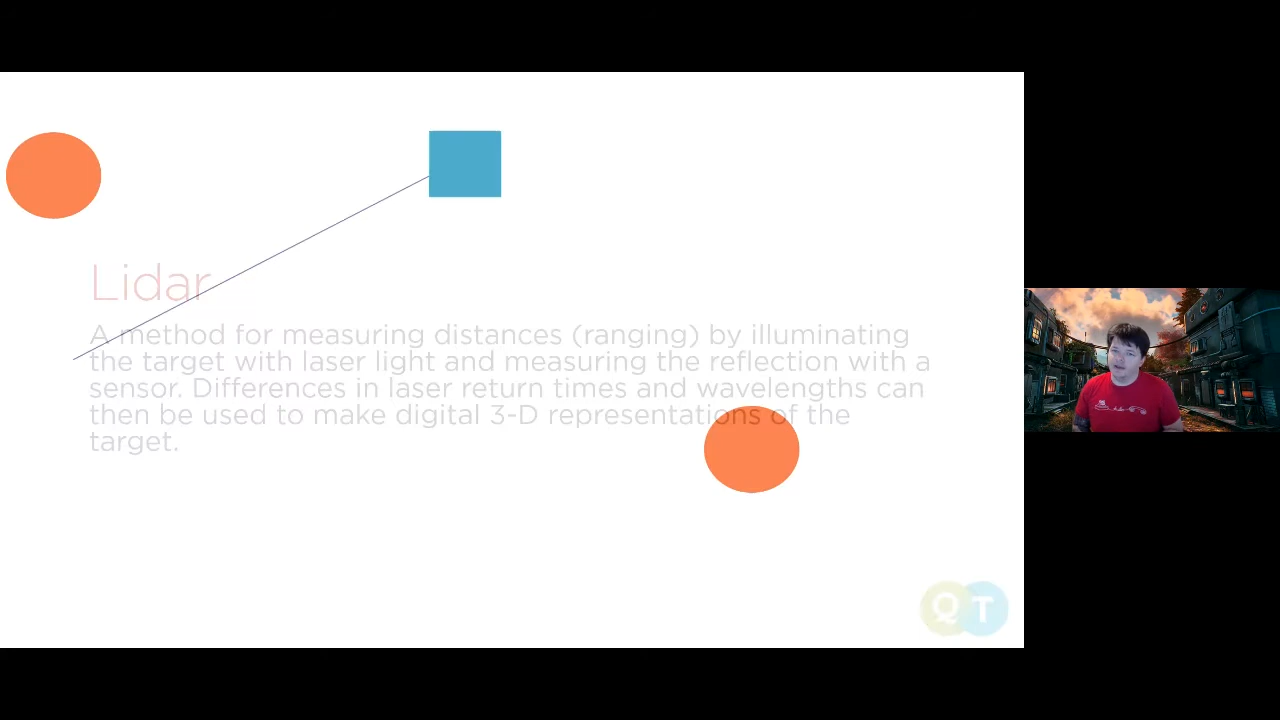 Lidar
A method for measuring distances (ranging) by illuminating
the target with laser light and measuring the reflection with a
sensor. Differences in laser return times and wavelengths can
then be used to make digital 3-D representations of the
target.
QT